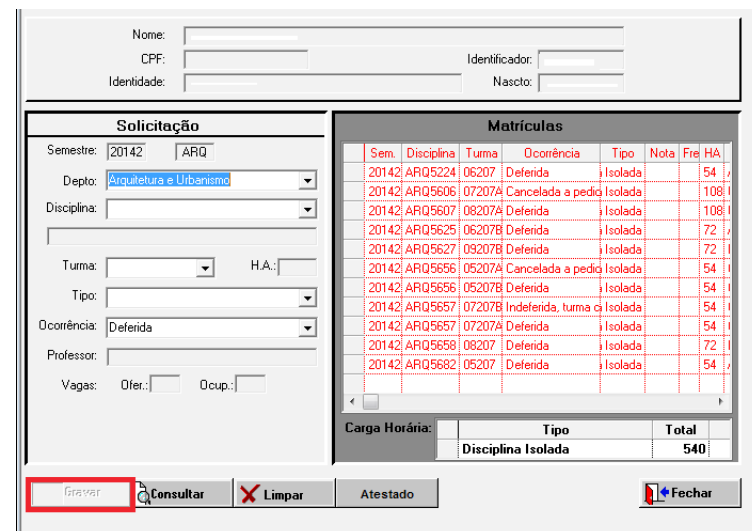 Nome:
CPF: Identificador:
Identidade: Nascto:
Solicitação
Semestre: 20142 ARQ
Depto: Arquitetura e Urbanismo
Disciplina:
Turma: H.A.:
Tipo:
Ocorrência: Deferida
Professor:
Vagas: Ofer.: Ocup.:
Matrículas
Sem. Disciplina Turma Ocorrência Tipo Nota Fre HA
20142 ARQ5224 06207 Deferida Isolada 54
20142 ARQ5606 07207A Cancelada a pedid Isolada 108
20142 ARQ5607 08207A Deferida Isolada 108
20142 ARQ5625 06207B Deferida Isolada 72
20142 ARQ5627 09207B Deferida Isolada 72
20142 ARQ5656 05207A Cancelada a pedid Isolada 54
20142 ARQ5656 05207B Deferida Isolada 54
20142 ARQ5657 07207B Indeferida, turma c Isolada 54
20142 ARQ5657 07207A Deferida Isolada 54
20142 ARQ5658 08207 Deferida Isolada 72
20142 ARQ5682 05207 Deferida Isolada 54
Carga Horária: Tipo Total
Disciplina Isolada 540
Gravar Consultar Limpar Atestado Fechar